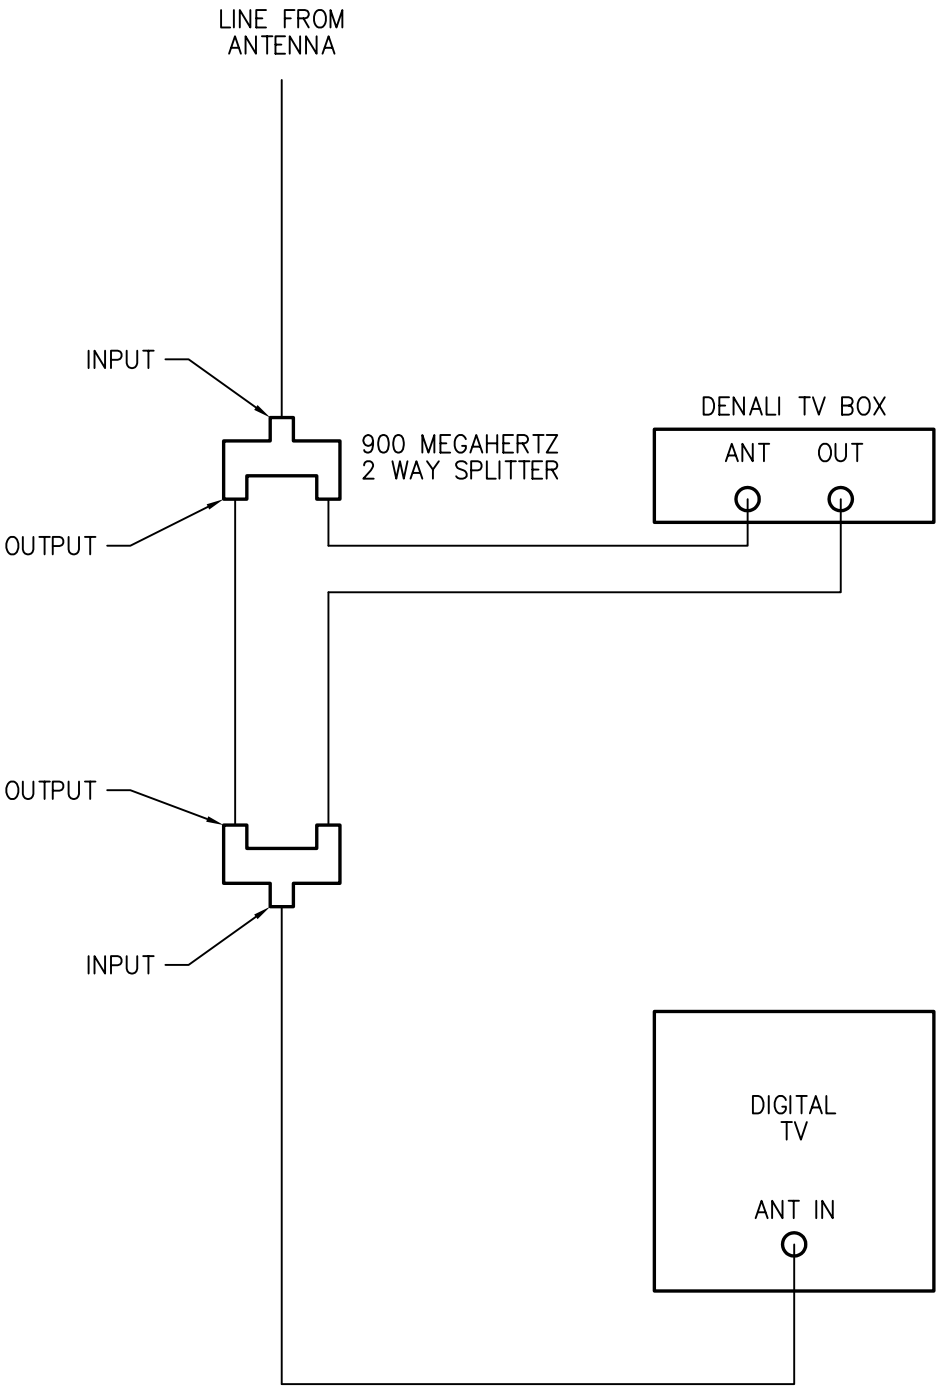 LINE FROM
ANTENNA
INPUT
DENALI TV BOX
900 MEGAHERTZ
2 WAY SPLITTER
ANT OUT
OUTPUT
OUTPUT
INPUT
DIGITAL
TV
ANT IN